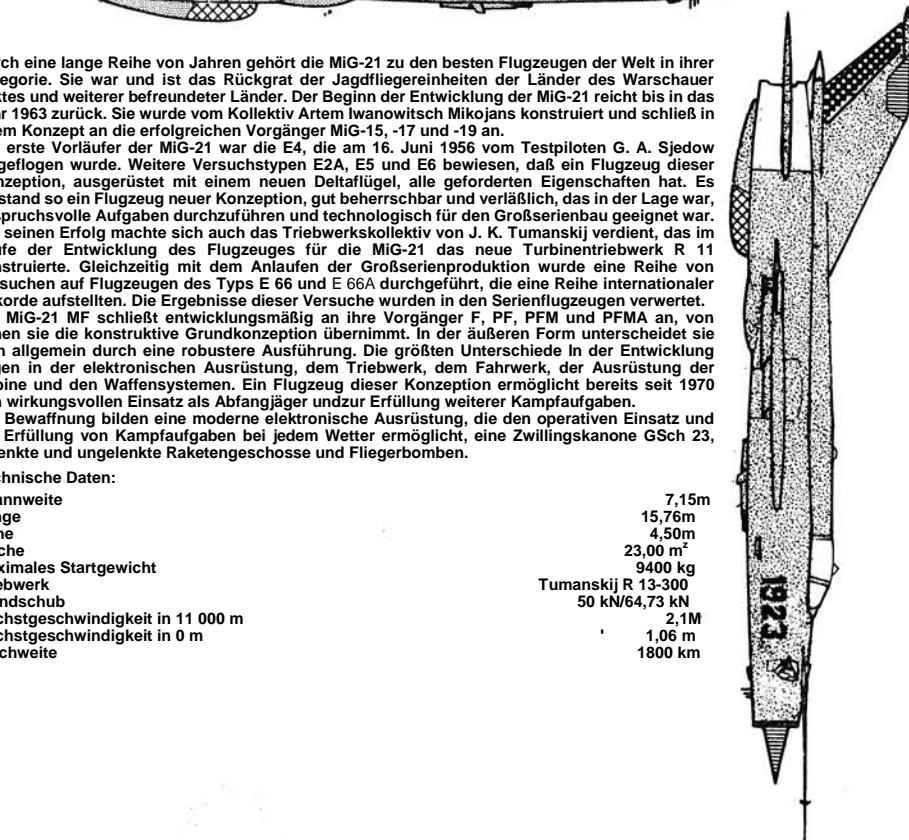 rch eine lange Reihe von Jahren gehört die MiG-21 zu den besten Flugzeugen der Welt in ihrer
egorie. Sie war und ist das Rückgrat der Jagdfliegereinheiten der Länder des Warschauer
ktes und weiterer befreundeter Länder. Der Beginn der Entwicklung der MiG-21 reicht bis in das
hr 1963 zurück. Sie wurde vom Kollektiv Artem Iwanowitsch Mikojans konstruiert und schließ in
em Konzept an die erfolgreichen Vorgänger MiG-15, -17 und -19 an.
erste Vorläufer der MiG-21 war die E4, die am 16. Juni 1956 vom Testpiloten G. A. Sjedow
geflogen wurde. Weitere Versuchstypen E2A, E5 und E6 bewiesen, daß ein Flugzeug dieser
nzeption, ausgerüstet mit einem neuen Deltaflügel, alle geforderten Eigenschaften hat. Es
stand so ein Flugzeug neuer Konzeption, gut beherrschbar und verläßlich, das in der Lage war,
spruchsvolle Aufgaben durchzuführen und technologisch für den Großserienbau geeignet war.
seinen Erfolg machte sich auch das Triebwerkskollektiv von J. K. Tumanskij verdient, das im
ufe der Entwicklung des Flugzeuges für die MiG-21 das neue Turbinentriebwerk R 11
nstruierte. Gleichzeitig mit dem Anlaufen der Großserienproduktion wurde eine Reihe von
suchen auf Flugzeugen des Typs E 66 und E 66A durchgeführt, die eine Reihe internationaler
korde aufstellten. Die Ergebnisse dieser Versuche wurden in den Serienflugzeugen verwertet.
MiG-21 MF schließt entwicklungsmäßig an ihre Vorgänger F, PF, PFM und PFMA an, von
nen sie die konstruktive Grundkonzeption übernimmt. In der äußeren Form unterscheidet sie
h allgemein durch eine robustere Ausführung. Die größten Unterschiede In der Entwicklung
gen in der elektronischen Ausrüstung, dem Triebwerk, dem Fahrwerk, der Ausrüstung der
bine und den Waffensystemen. Ein Flugzeug dieser Konzeption ermöglicht bereits seit 1970
n wirkungsvollen Einsatz als Abfangjäger undzur Erfüllung weiterer Kampfaufgaben.
Bewaffnung bilden eine moderne elektronische Ausrüstung, die den operativen Einsatz und
Erfüllung von Kampfaufgaben bei jedem Wetter ermöglicht, eine Zwillingskanone GSch 23,
enkte und ungelenkte Raketengeschosse und Fliegerbomben.
chnische Daten:
annweite 7,15m
nge 15,76m
he 4,50m
che 23,00 m²
ximales Startgewicht 9400 kg
ebwerk Tumanskij R 13-300
ndschub 50 kN/64,73 kN
chstgeschwindigkeit in 11 000 m 2,1M
chstgeschwindigkeit in 0 m 1,06 m
chweite 1800 km
1923